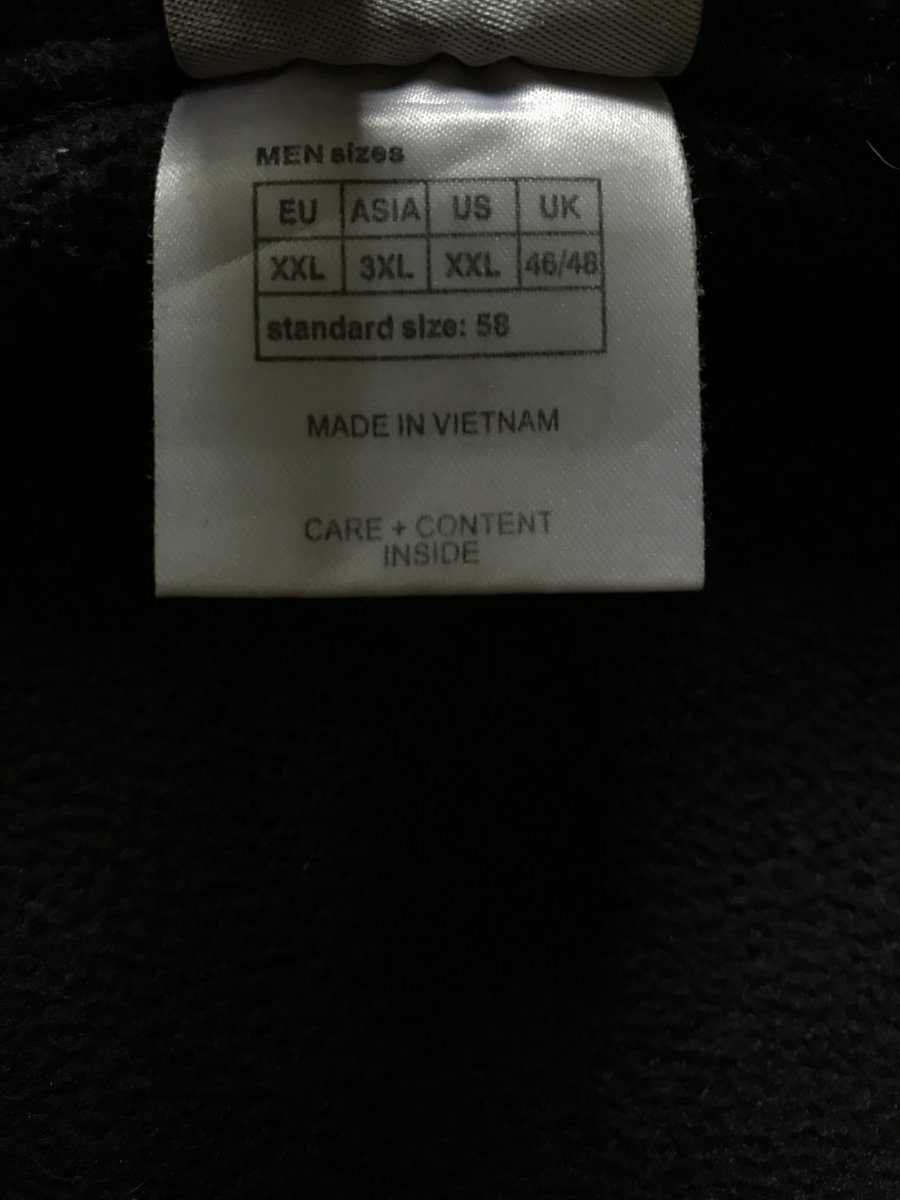 MEN sizes
EU ASIA US UK
XXL 3XL XXL 46/48
standard size: 58
MADE IN VIETNAM
CARE + CONTENT
INSIDE